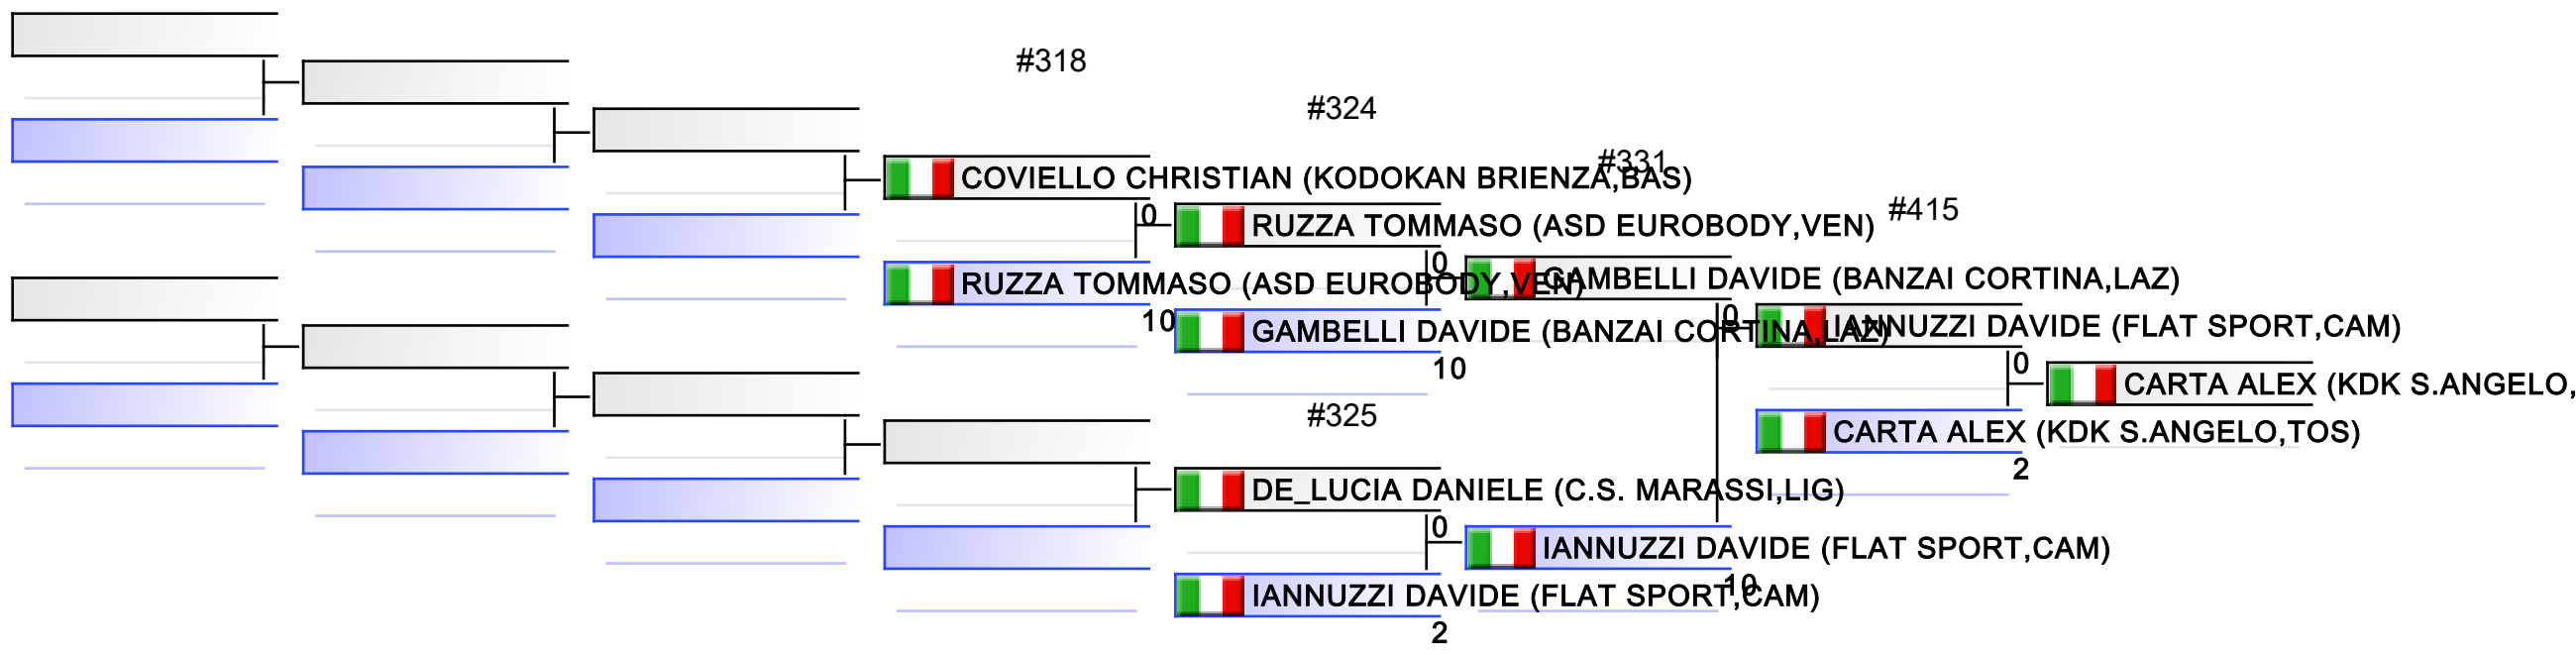 #318
#324
#331
COVIELLO CHRISTIAN (KODOKAN BRIENZA,BAS)
#415
0
RUZZA TOMMASO (ASD EUROBODY,VEN)
0
GAMBELLI DAVIDE (BANZAI CORTINA,LAZ)
RUZZA TOMMASO (ASD EUROBODY,VEN)
10
0
IANNUZZI DAVIDE (FLAT SPORT,CAM)
GAMBELLI DAVIDE (BANZAI CORTINA,LAZ)
10
0
CARTA ALEX (KDK S.ANGELO,
#325
CARTA ALEX (KDK S.ANGELO,TOS)
2
DE_LUCIA DANIELE (C.S. MARASSI,LIG)
0
IANNUZZI DAVIDE (FLAT SPORT,CAM)
10
IANNUZZI DAVIDE (FLAT SPORT,CAM)
2